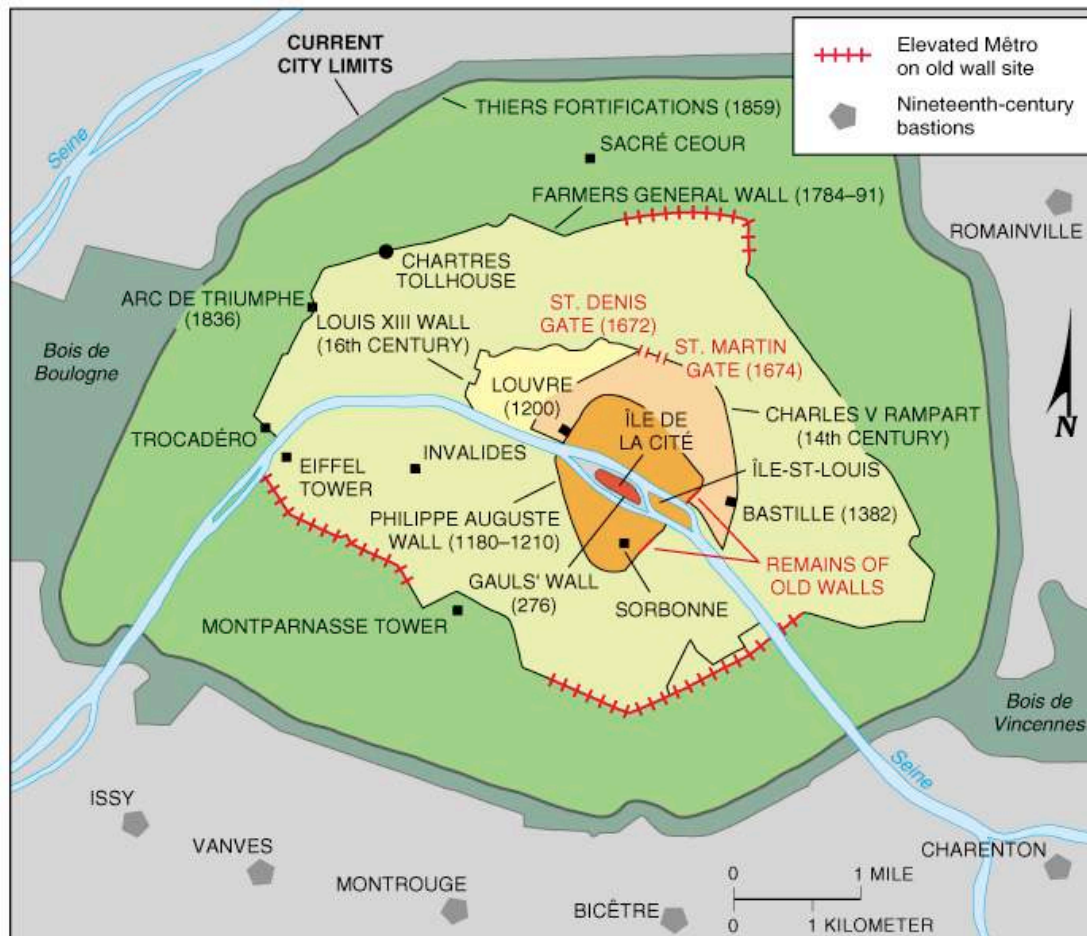 CURRENT
CITY LIMITS
Elevated Mêtro
on old wall site
Nineteenth-century
bastions
Seine
THIERS FORTIFICATIONS (1859)
SACRÉ CEOUR
FARMERS GENERAL WALL (1784–91)
ROMAINVILLE
CHARTRES
TOLLHOUSE
ARC DE TRIUMPHE
(1836)
LOUIS XIII WALL
(16th CENTURY)
ST. DENIS
GATE (1672)
ST. MARTIN
GATE (1674)
Bois de
Boulogne
LOUVRE
(1200)
ÎLE DE
LA CITÉ
CHARLES V RAMPART
(14th CENTURY)
N
TROCADÉRO
INVALIDES
ÎLE-ST-LOUIS
EIFFEL
TOWER
BASTILLE (1382)
PHILIPPE AUGUSTE
WALL (1180–1210)
GAULS' WALL
(276)
SORBONNE
REMAINS OF
OLD WALLS
MONTPARNASSE TOWER
Bois de
Vincennes
Seine
ISSY
VANVES
MONTROUGE
BICÊTRE
CHARENTON
0 1 MILE
0 1 KILOMETER